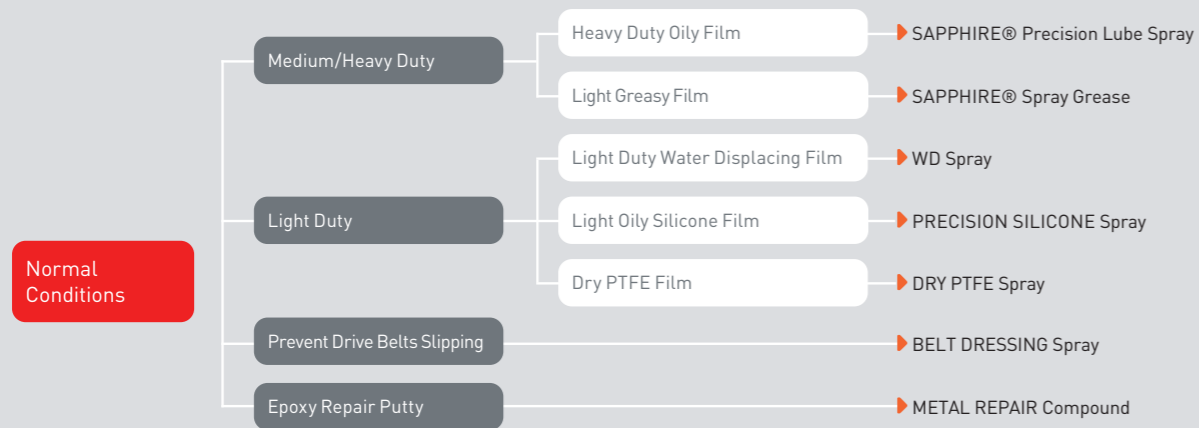 Normal
Conditions
Medium/Heavy Duty
Heavy Duty Oily Film
SAPPHIRE® Precision Lube Spray
Light Greasy Film
SAPPHIRE® Spray Grease
Light Duty
Light Duty Water Displacing Film
WD Spray
Light Oily Silicone Film
PRECISION SILICONE Spray
Dry PTFE Film
DRY PTFE Spray
Prevent Drive Belts Slipping
BELT DRESSING Spray
Epoxy Repair Putty
METAL REPAIR Compound